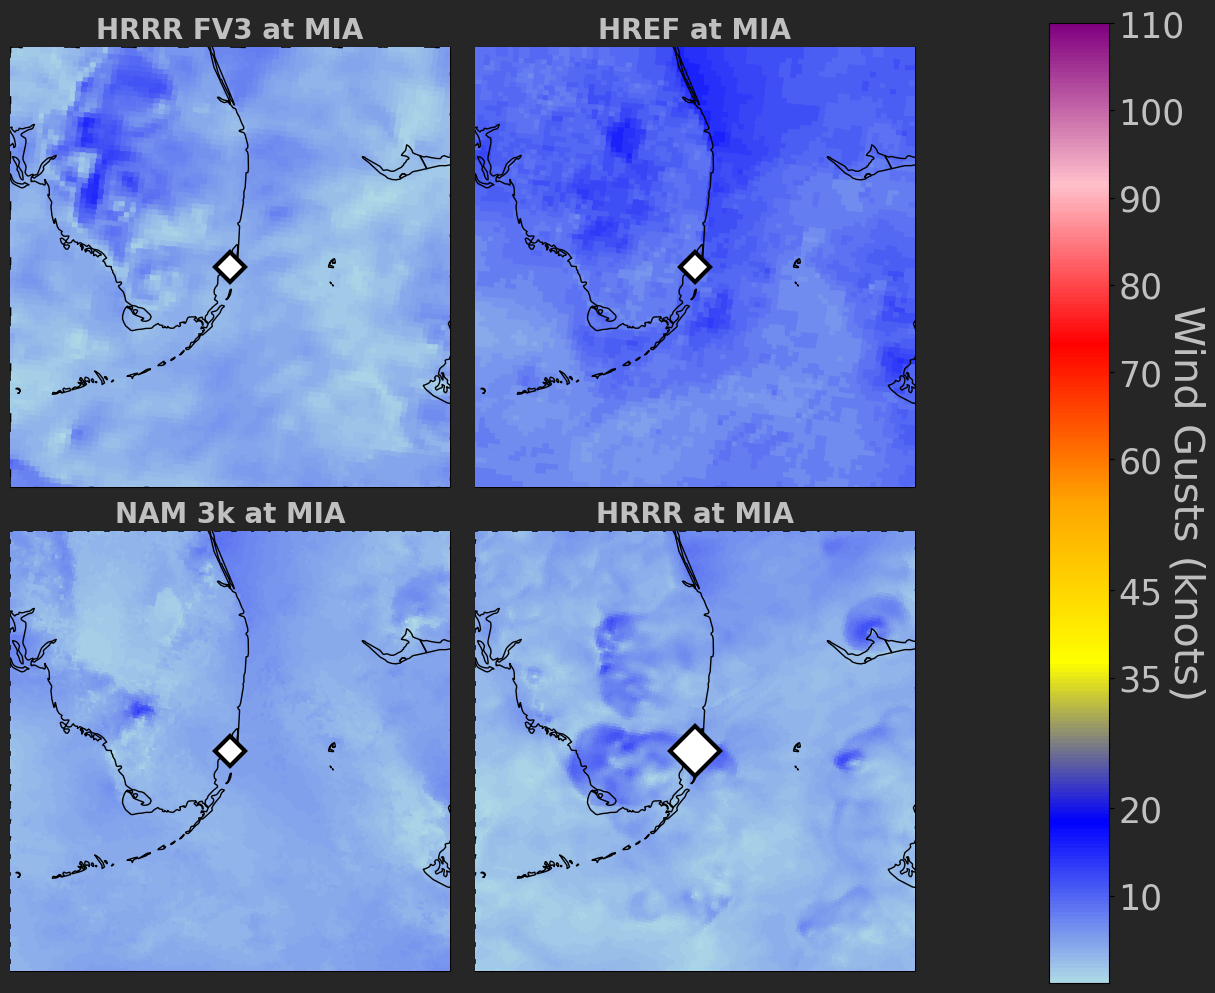 HRRR FV3 at MIA
HREF at MIA
NAM 3k at MIA
HRRR at MIA
110
100
90
80
70
60
45
35
20
10
Wind Gusts (knots)